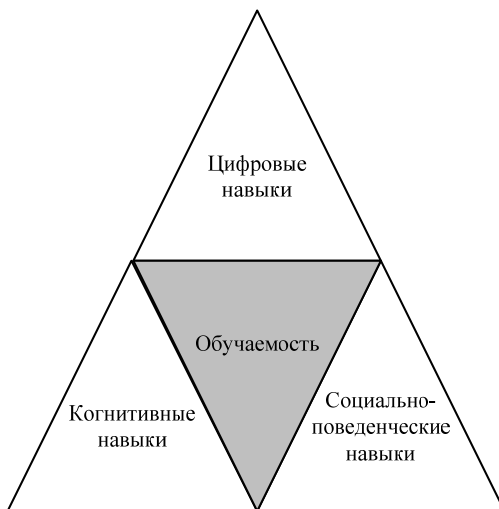 Цифровые
навыки
Обучаемость
Когнитивные
навыки
Социально-
поведенческие
навыки